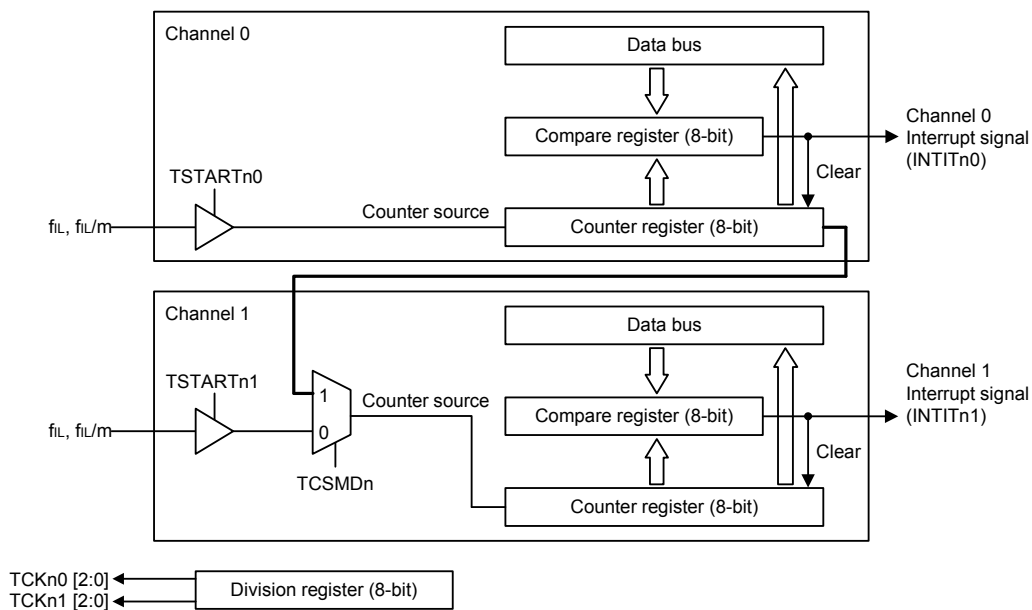 Channel 0
Data bus
Compare register (8-bit)
Channel 0
Interrupt signal
(INTITn0)
Clear
TSTARTn0
fIL, fIL/m
Counter source
Counter register (8-bit)
Channel 1
Data bus
TSTARTn1
1
Counter source
Compare register (8-bit)
Channel 1
Interrupt signal
(INTITn1)
fIL, fIL/m
0
Clear
TCSMDn
Counter register (8-bit)
TCKn0 [2:0]
TCKn1 [2:0]
Division register (8-bit)